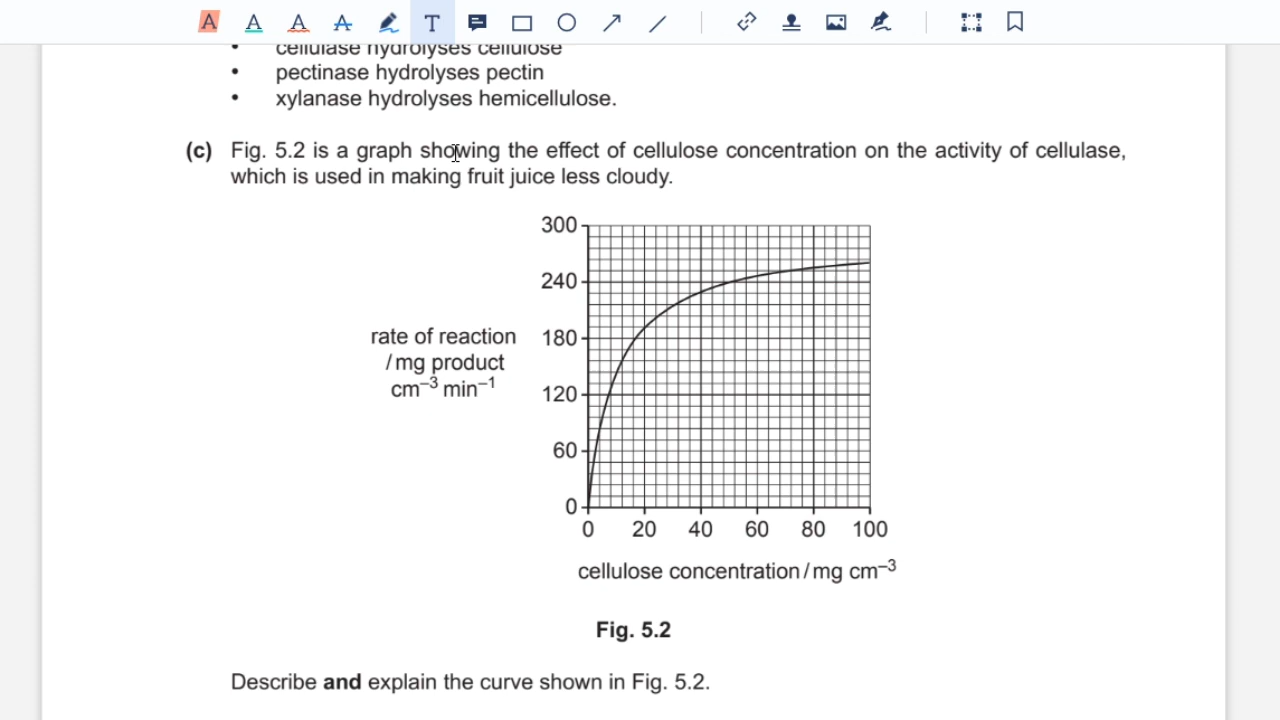 A A A A T
• cellulase hydrolyses cellulose
• pectinase hydrolyses pectin
• xylanase hydrolyses hemicellulose.
(c) Fig. 5.2 is a graph showing the effect of cellulose concentration on the activity of cellulase,
which is used in making fruit juice less cloudy.
300
240
180
120
60
0
rate of reaction
/ mg product
cm–3 min–1
0 20 40 60 80 100
cellulose concentration / mg cm–3
Fig. 5.2
Describe and explain the curve shown in Fig. 5.2.